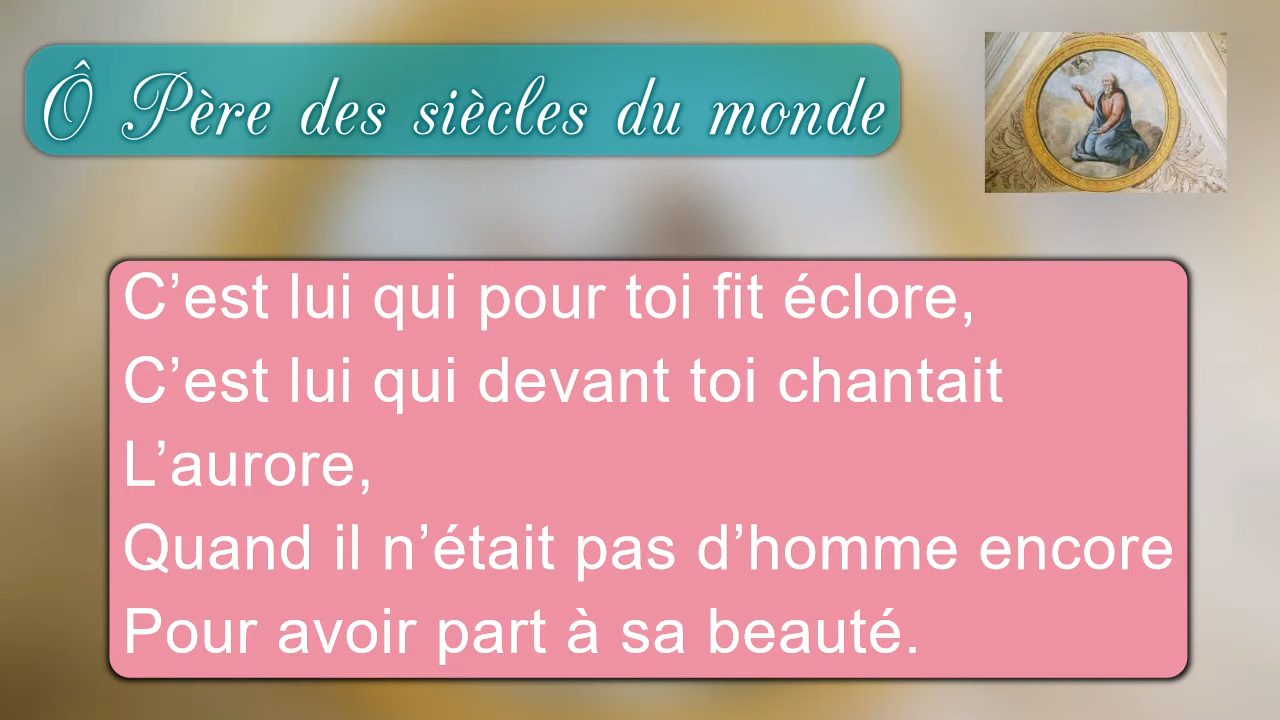 Ô Père des siècles du monde
C’est lui qui pour toi fit éclore,
C’est lui qui devant toi chantait
L’aurore,
Quand il n’était pas d’homme encore
Pour avoir part à sa beauté.